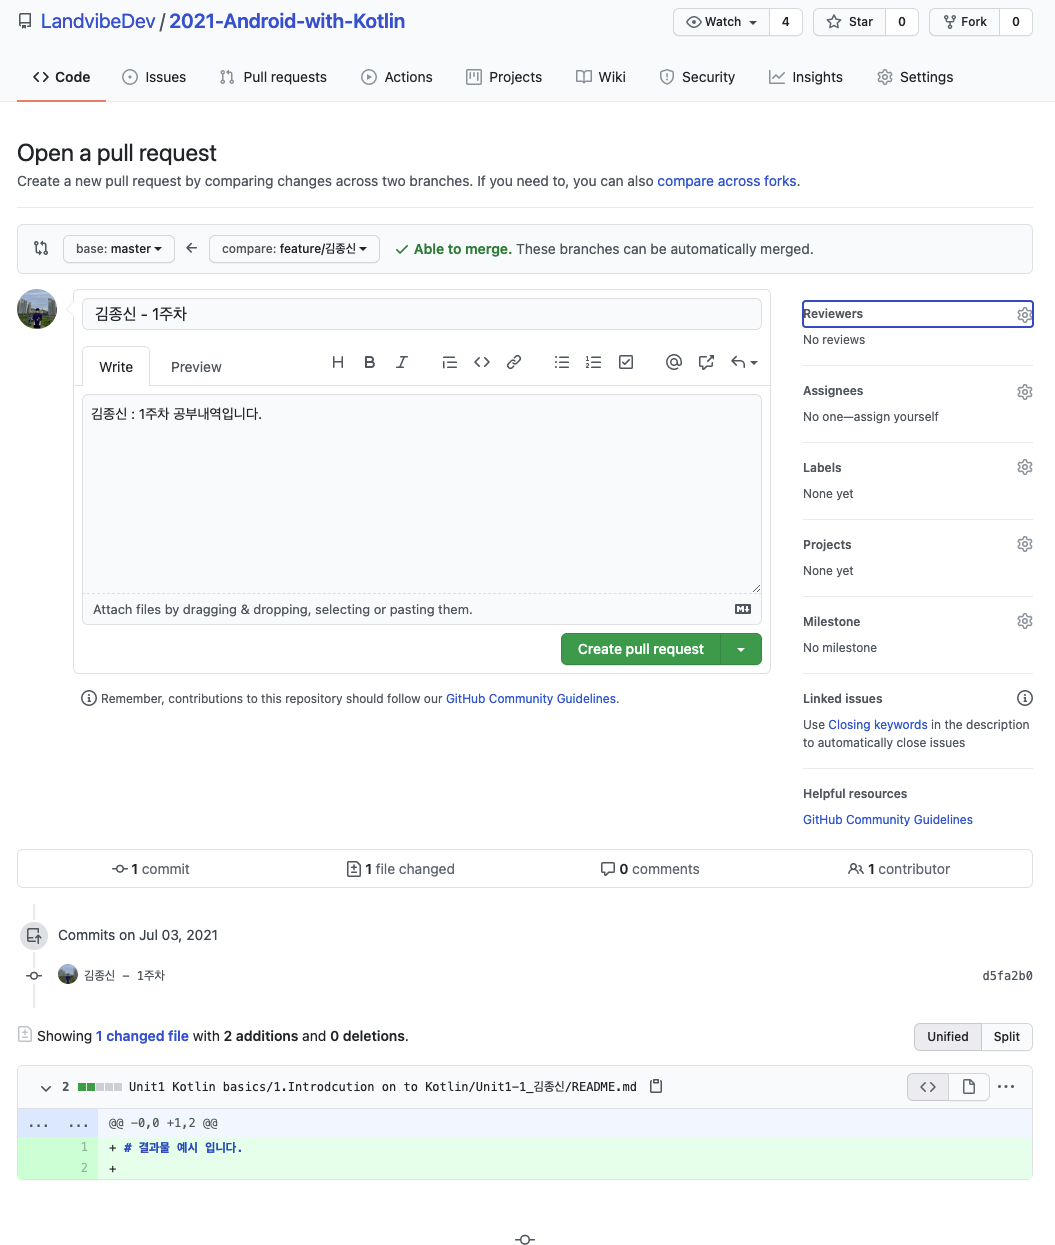 LandvibeDev / 2021-Android-with-Kotlin
Watch 4 Star 0 Fork 0
Code Issues Pull requests Actions Projects Wiki Security Insights Settings
Open a pull request
Create a new pull request by comparing changes across two branches. If you need to, you can also compare across forks.
base: master ← compare: feature/김종신 Able to merge. These branches can be automatically merged.
김종신 - 1주차
Write Preview H B I
김종신 : 1주차 공부내역입니다.
Attach files by dragging & dropping, selecting or pasting them.
Create pull request
Remember, contributions to this repository should follow our GitHub Community Guidelines.
Reviewers
No reviews
Assignees
No one—assign yourself
Labels
None yet
Projects
None yet
Milestone
No milestone
Linked issues
Use Closing keywords in the description
to automatically close issues
Helpful resources
GitHub Community Guidelines
1 commit 1 file changed 0 comments 1 contributor
Commits on Jul 03, 2021
김종신 - 1주차 d5fa2b0
Showing 1 changed file with 2 additions and 0 deletions. Unified Split
2 Unit1 Kotlin basics/1.Introdcution on to Kotlin/Unit1-1_김종신/README.md
... ... @@ -0,0 +1,2 @@
1 + # 결과물 예시 입니다.
2 +